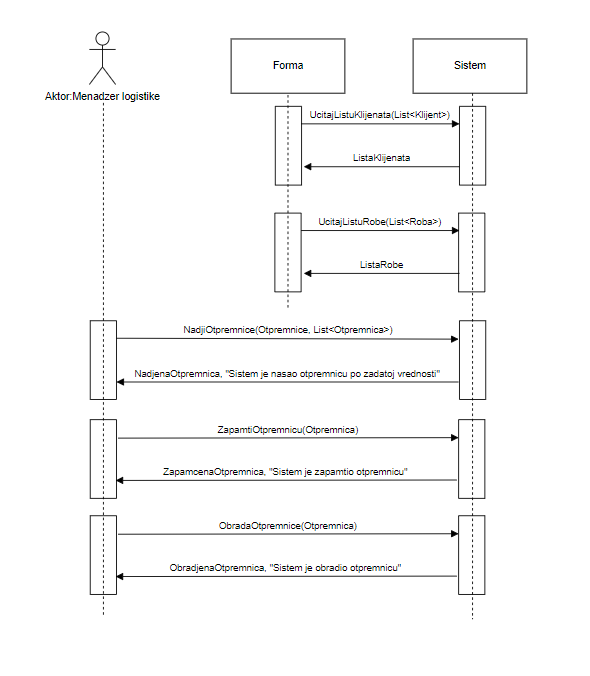 Forma
Sistem
Aktor:Menadzer logistike
UcitajListuKlijenata(List<Klijent>)
ListaKlijenata
UcitajListuRobe(List<Roba>)
ListaRobe
NadjiOtpremnice(Otpremnice, List<Otpremnica>)
NadjenaOtpremnica, "Sistem je nasao otpremnicu po zadatoj vrednosti"
ZapamtiOtpremnicu(Otpremnica)
ZapamcenaOtpremnica, "Sistem je zapamtio otpremnicu"
ObradaOtpremnice(Otpremnica)
ObradjenaOtpremnica, "Sistem je obradio otpremnicu"